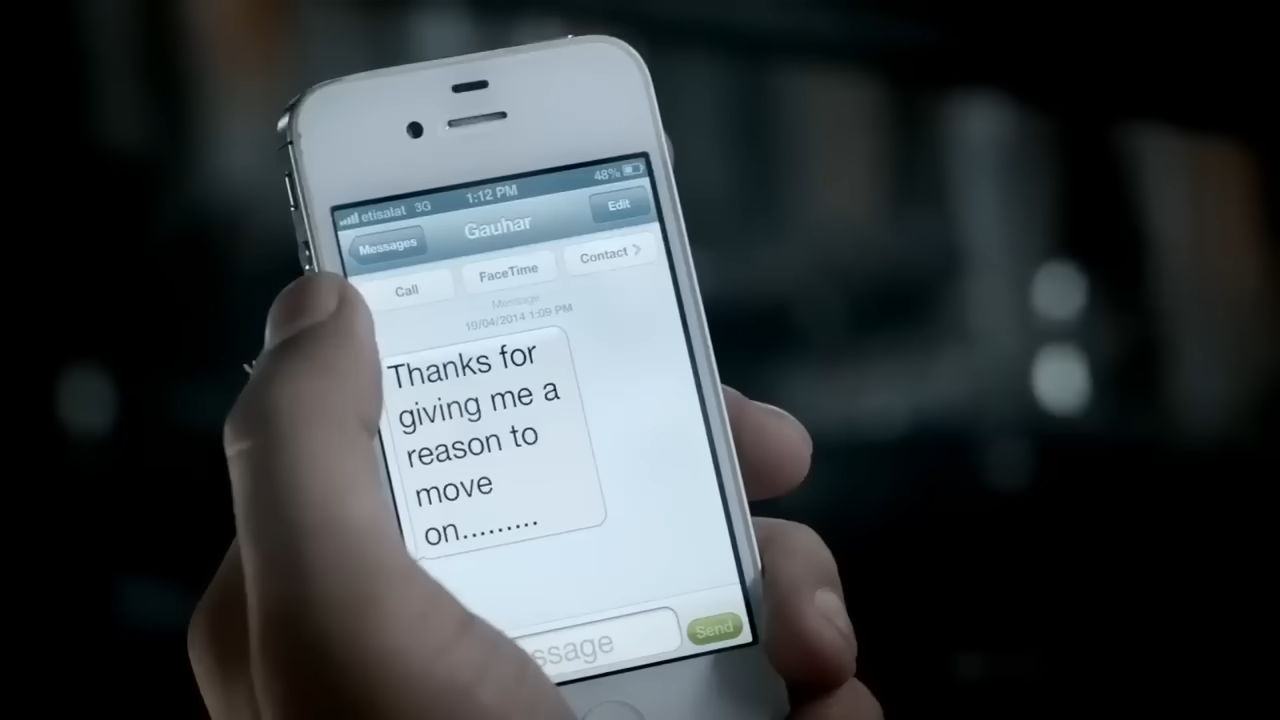 etisalat 3G 1:12 PM 48%
Messages Gauhar Edit
Call FaceTime Contact
Message
19/04/2014 1:09 PM
Thanks for
giving me a
reason to
move
on.........
ssage Send